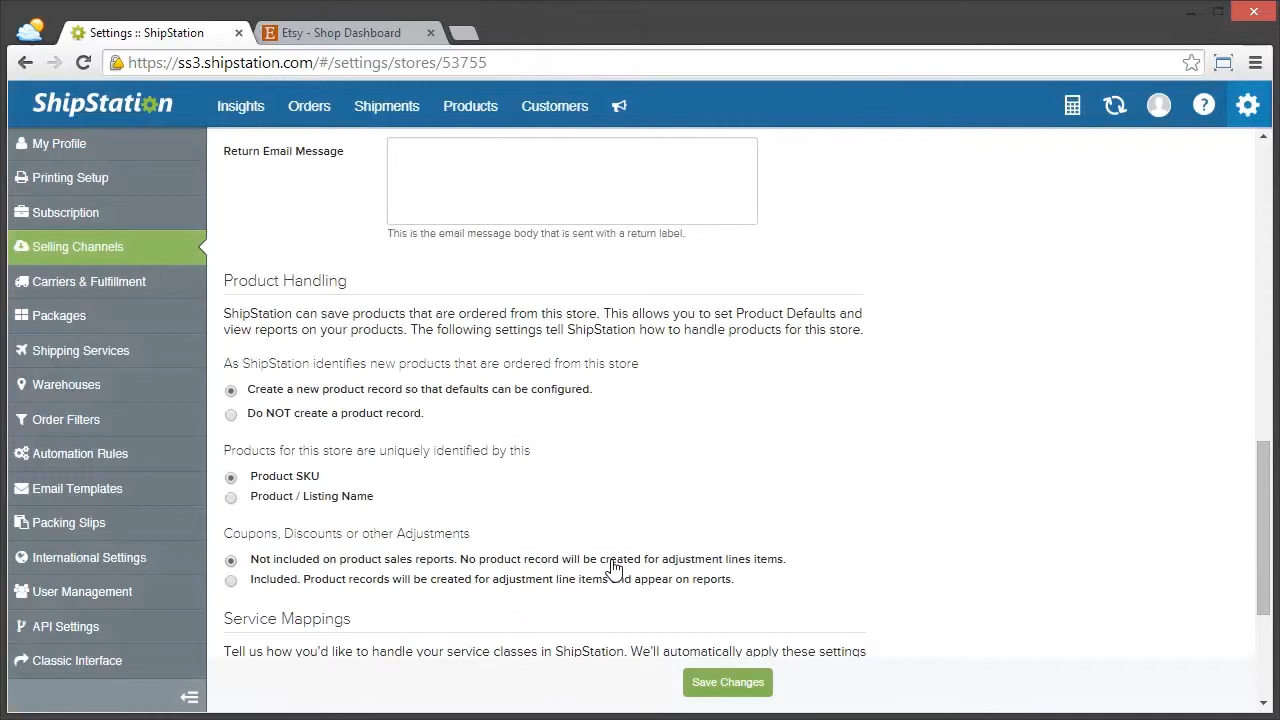 Settings :: ShipStation
Etsy - Shop Dashboard
https://ss3.shipstation.com/#/settings/stores/53755
ShipStation
Insights
Orders
Shipments
Products
Customers
My Profile
Printing Setup
Subscription
Selling Channels
Carriers & Fulfillment
Packages
Shipping Services
Warehouses
Order Filters
Automation Rules
Email Templates
Packing Slips
International Settings
User Management
API Settings
Classic Interface
Return Email Message
This is the email message body that is sent with a return label.
Product Handling
ShipStation can save products that are ordered from this store. This allows you to set Product Defaults and
view reports on your products. The following settings tell ShipStation how to handle products for this store.
As ShipStation identifies new products that are ordered from this store
Create a new product record so that defaults can be configured.
Do NOT create a product record.
Products for this store are uniquely identified by this
Product SKU
Product / Listing Name
Coupons, Discounts or other Adjustments
Not included on product sales reports. No product record will be created for adjustment lines items.
Included. Product records will be created for adjustment line items and appear on reports.
Service Mappings
Tell us how you'd like to handle your service classes in ShipStation. We'll automatically apply these settings
Save Changes